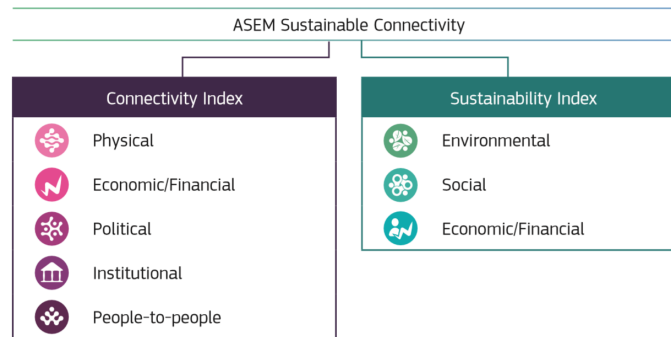 ASEM Sustainable Connectivity
Connectivity Index
Physical
Economic/Financial
Political
Institutional
People-to-people
Sustainability Index
Environmental
Social
Economic/Financial